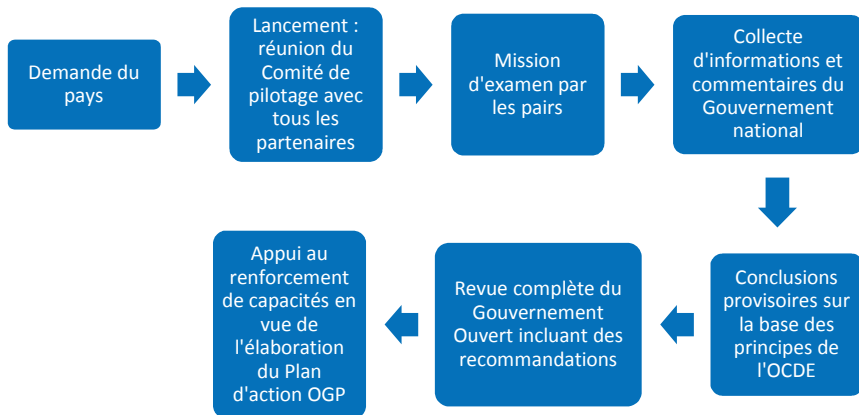 Demande du
pays
Lancement :
réunion du
Comité de
pilotage avec
tous les
partenaires
Mission
d'examen par
les pairs
Collecte
d'informations et
commentaires du
Gouvernement
national
Conclusions
provisoires sur
la base des
principes de
l'OCDE
Revue complète du
Gouvernement
Ouvert incluant des
recommandations
Appui au
renforcement
de capacités en
vue de
l'élaboration
du Plan
d'action OGP